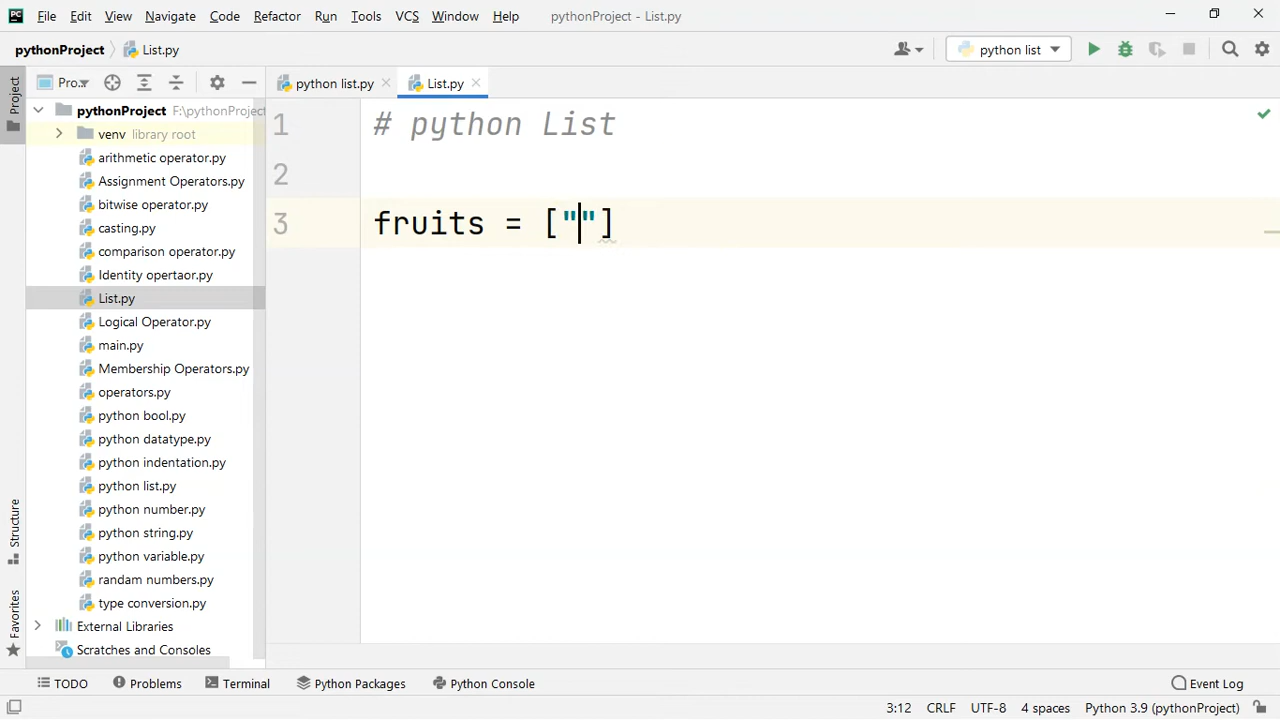 PC File Edit View Navigate Code Refactor Run Tools VCS Window Help pythonProject - List.py
pythonProject List.py python list
Project Pro... python list.py List.py
pythonProject F:\pythonProject
venv library root
arithmetic operator.py
Assignment Operators.py
bitwise operator.py
casting.py
comparison operator.py
Identity opertaor.py
List.py
Logical Operator.py
main.py
Membership Operators.py
operators.py
python bool.py
python datatype.py
python indentation.py
python list.py
python number.py
python string.py
python variable.py
randam numbers.py
type conversion.py
External Libraries
Scratches and Consoles
Structure
Favorites
1 # python List
2
3 fruits = [""]
TODO Problems Terminal Python Packages Python Console Event Log
3:12 CRLF UTF-8 4 spaces Python 3.9 (pythonProject)